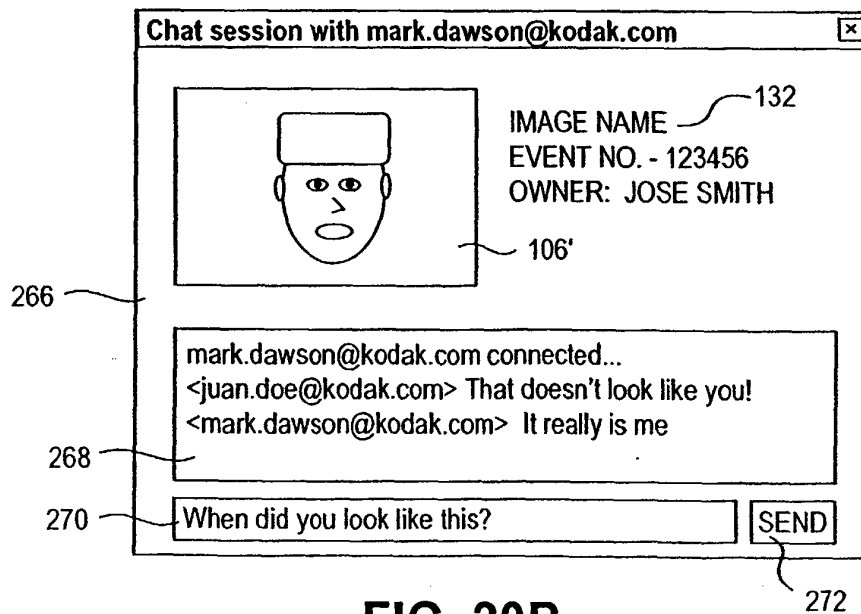 Chat session with mark.dawson@kodak.com
132
IMAGE NAME
EVENT NO. - 123456
OWNER: JOSE SMITH
106'
266
mark.dawson@kodak.com connected...
<juan.doe@kodak.com> That doesn't look like you!
<mark.dawson@kodak.com> It really is me
268
270
When did you look like this?
SEND
272